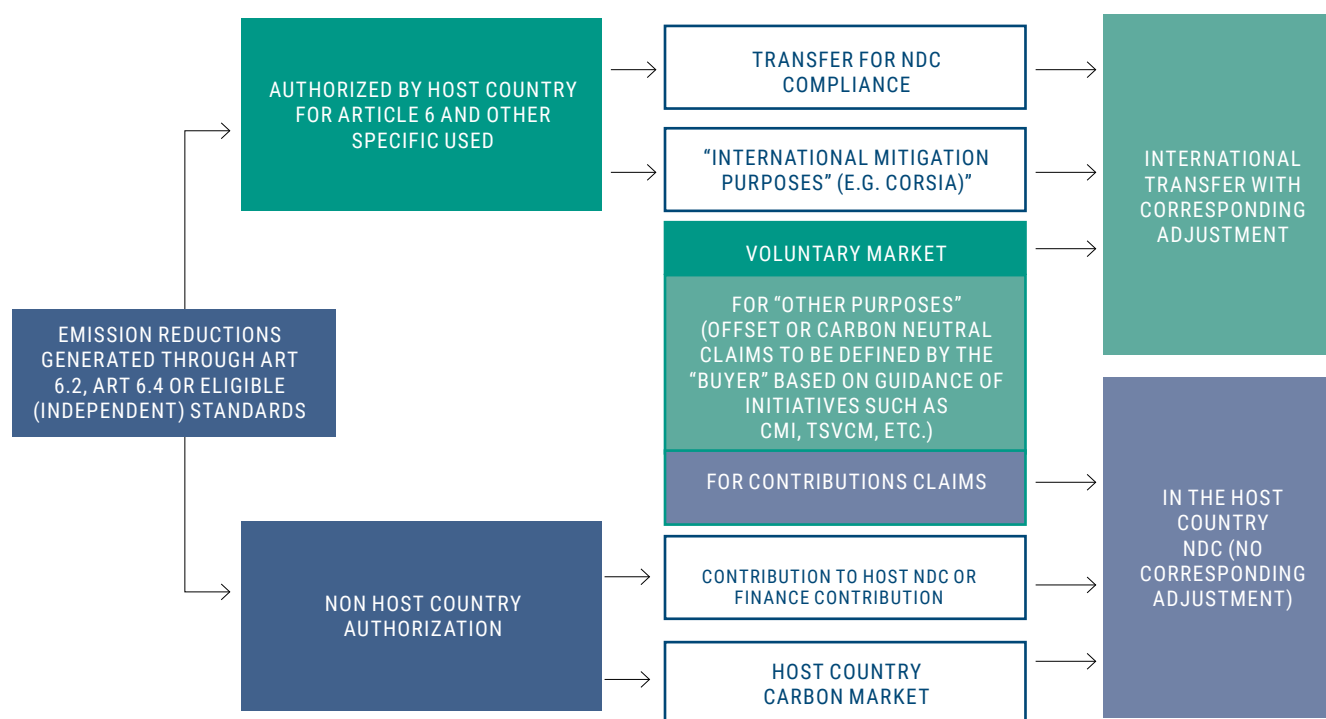 EMISSION REDUCTIONS
GENERATED THROUGH ART
6.2, ART 6.4 OR ELIGIBLE
(INDEPENDENT) STANDARDS
AUTHORIZED BY HOST COUNTRY
FOR ARTICLE 6 AND OTHER
SPECIFIC USED
NON HOST COUNTRY
AUTHORIZATION
TRANSFER FOR NDC
COMPLIANCE
“INTERNATIONAL MITIGATION
PURPOSES” (E.G. CORSIA)”
VOLUNTARY MARKET
FOR “OTHER PURPOSES”
(OFFSET OR CARBON NEUTRAL
CLAIMS TO BE DEFINED BY THE
“BUYER” BASED ON GUIDANCE OF
INITIATIVES SUCH AS
CMI, TSVCM, ETC.)
FOR CONTRIBUTIONS CLAIMS
CONTRIBUTION TO HOST NDC OR
FINANCE CONTRIBUTION
HOST COUNTRY
CARBON MARKET
INTERNATIONAL
TRANSFER WITH
CORRESPONDING
ADJUSTMENT
IN THE HOST
COUNTRY
NDC (NO
CORRESPONDING
ADJUSTMENT)